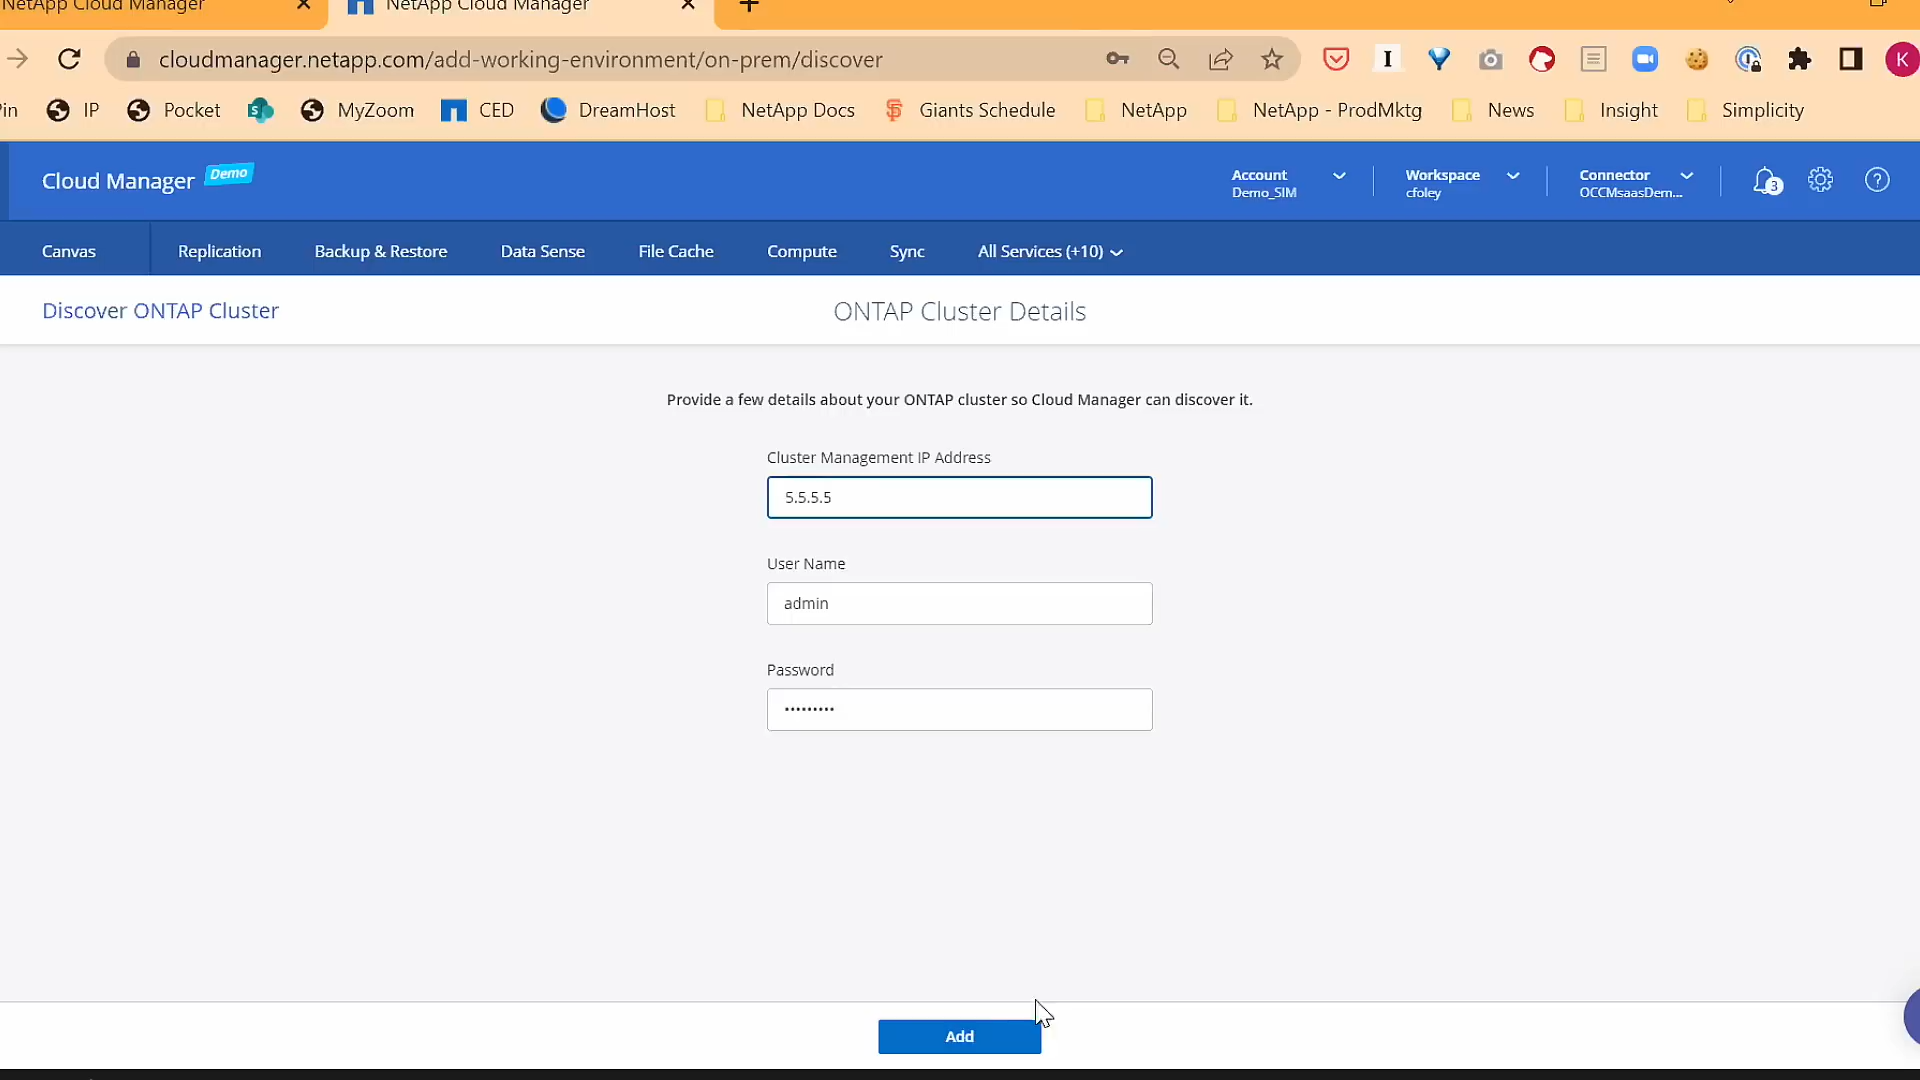 NetApp Cloud Manager
NetApp Cloud Manager
cloudmanager.netapp.com/add-working-environment/on-prem/discover
IP
Pocket
MyZoom
CED
DreamHost
NetApp Docs
Giants Schedule
NetApp
NetApp - ProdMktg
News
Insight
Simplicity
Cloud Manager
Demo
Account
Demo_SIM
Workspace
cfoley
Connector
OCCMsaasDem...
3
Canvas
Replication
Backup & Restore
Data Sense
File Cache
Compute
Sync
All Services (+10)
Discover ONTAP Cluster
ONTAP Cluster Details
Provide a few details about your ONTAP cluster so Cloud Manager can discover it.
Cluster Management IP Address
5.5.5.5
User Name
admin
Password
•••••••••
Add